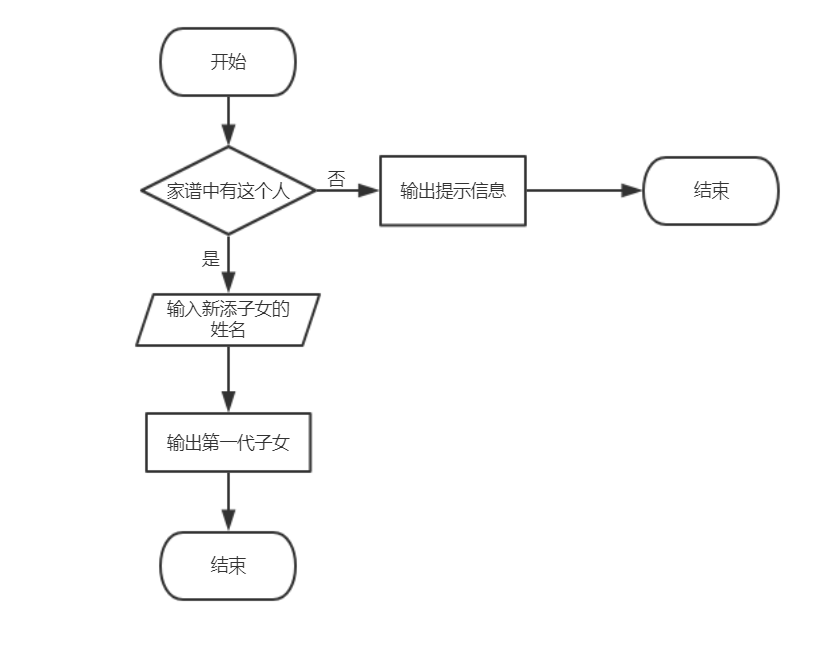 开始
家谱中有这个人
否
输出提示信息
结束
是
输入新添子女的
姓名
输出第一代子女
结束